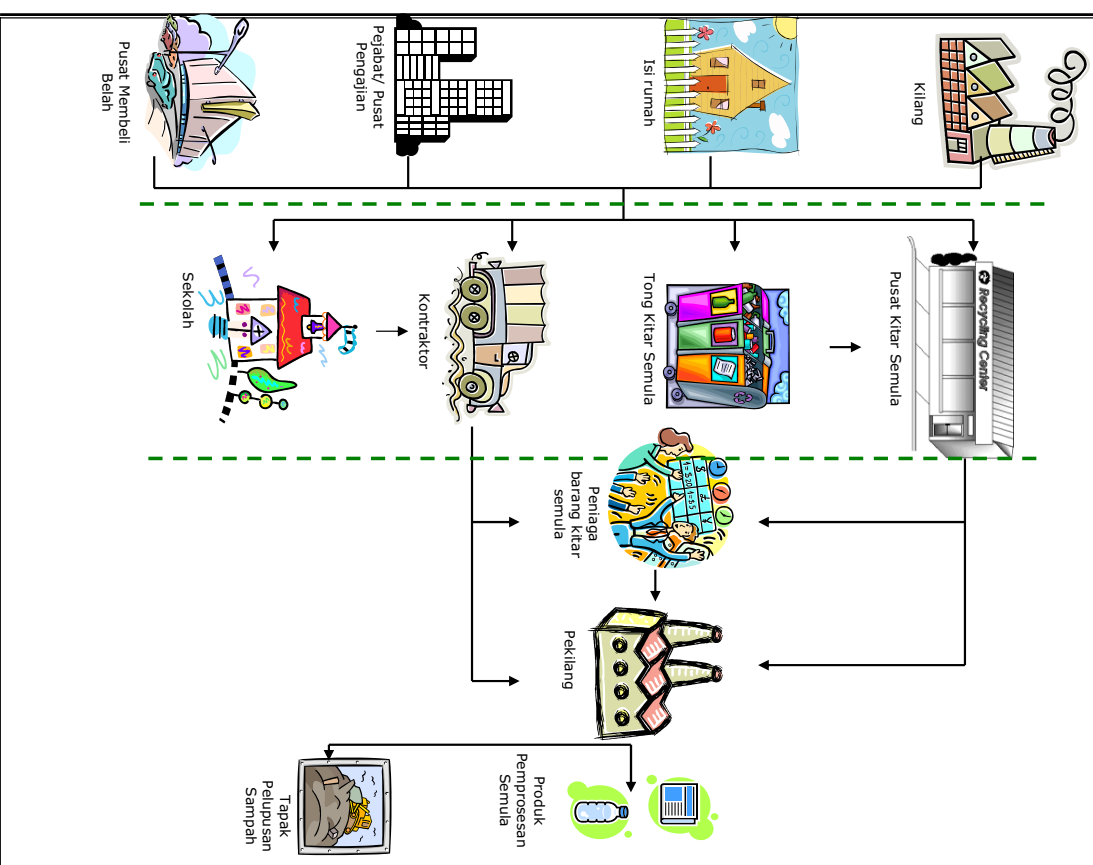 Kilang
Isi rumah
Pejabat/ Pusat
Pengajian
Pusat Membeli
Belah
Recycling Center
Pusat Kitar Semula
Tong Kitar Semula
Kontraktor
Sekolah
Peniaga
barang kitar
semula
Pekilang
Produk
Pemprosesan
Semula
Tapak
Pelupusan
Sampah